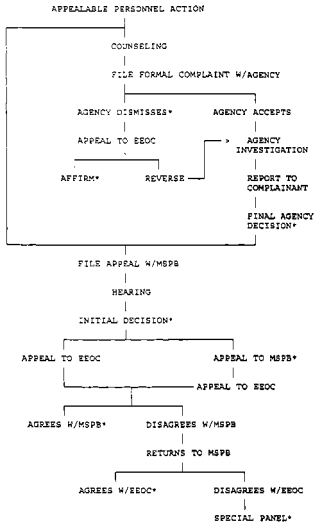 APPEALABLE PERSONNEL ACTION
COUNSELING
FILE FORMAL COMPLAINT W/AGENCY
AGENCY DISMISSES*
AGENCY ACCEPTS
APPEAL TO EEOC
AGENCY
INVESTIGATION
AFFIRM*
REVERSE
REPORT TO
COMPLAINANT
FINAL AGENCY
DECISION*
FILE APPEAL W/MSPB
HEARING
INITIAL DECISION*
APPEAL TO EEOC
APPEAL TO MSPB*
APPEAL TO EEOC
AGREES W/MSPB*
DISAGREES W/MSPB
RETURNS TO MSPB
AGREES W/EEOC*
DISAGREES W/EEOC
SPECIAL PANEL*